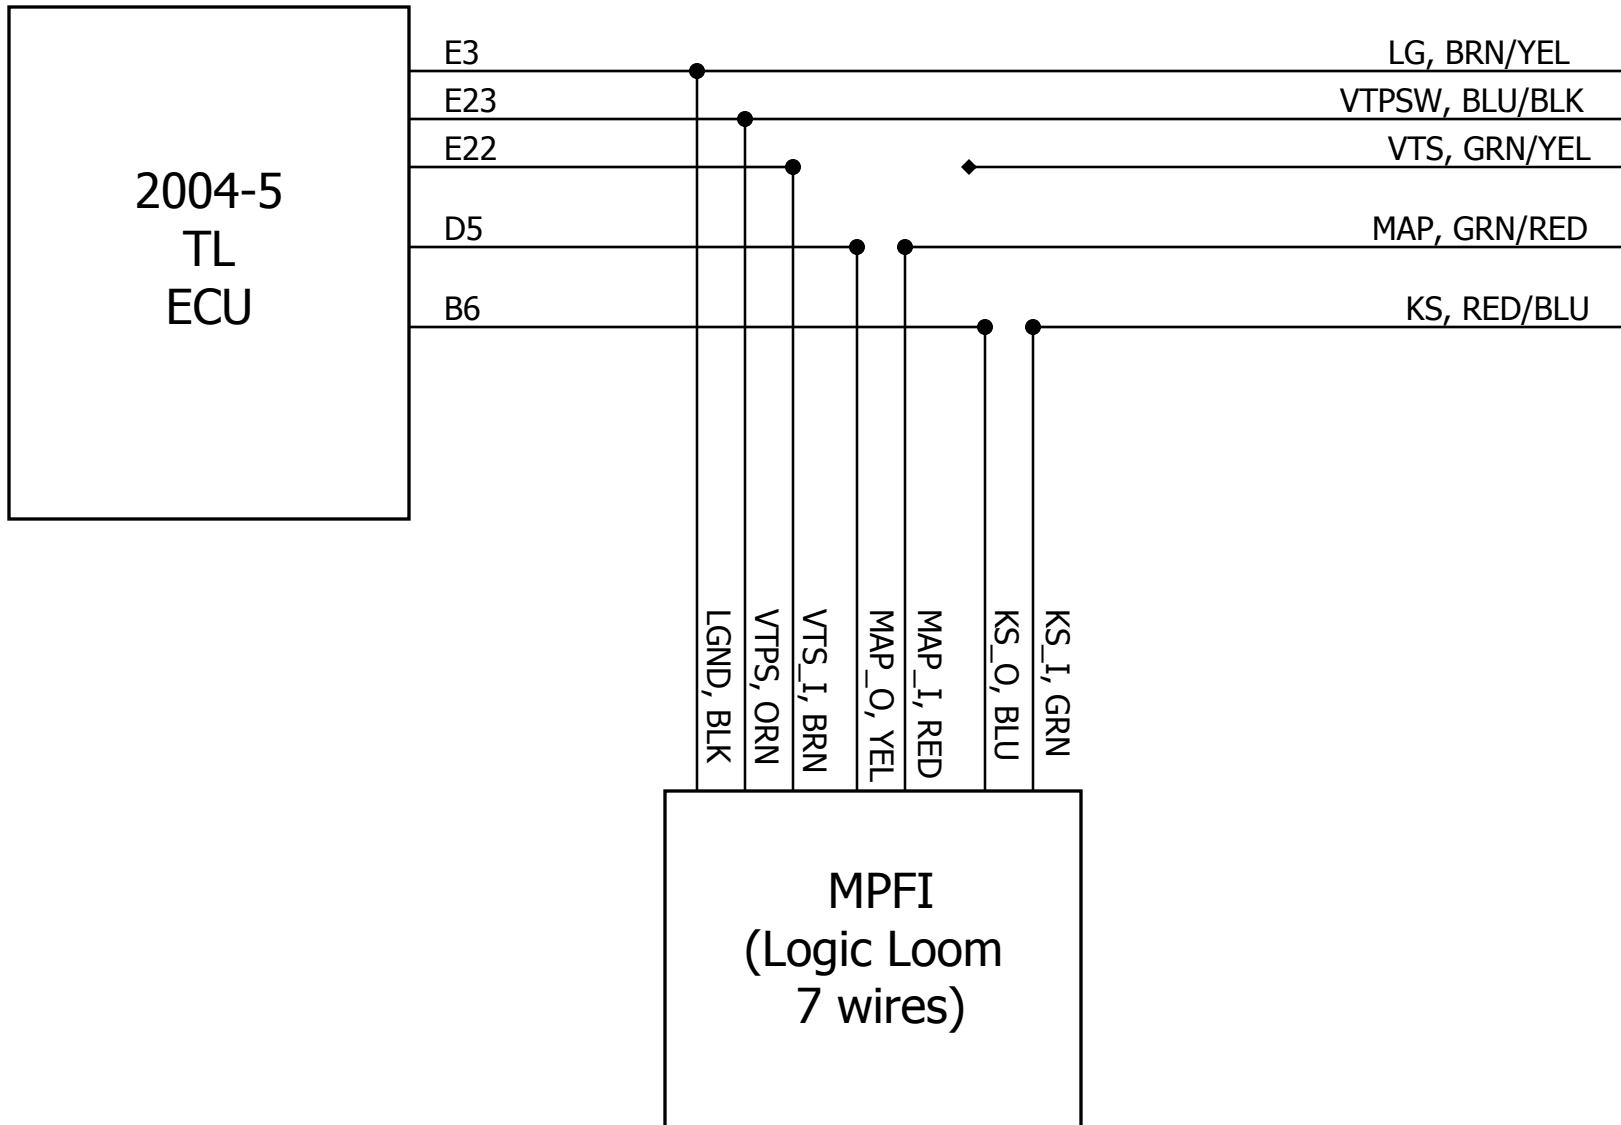 E3
LG, BRN/YEL
E23
VTPSW, BLU/BLK
E22
VTS, GRN/YEL
D5
MAP, GRN/RED
B6
KS, RED/BLU
2004-5
TL
ECU
LGND, BLK
VTPS, ORN
VTS_I, BRN
MAP_O, YEL
MAP_I, RED
KS_O, BLU
KS_I, GRN
MPFI
(Logic Loom
7 wires)